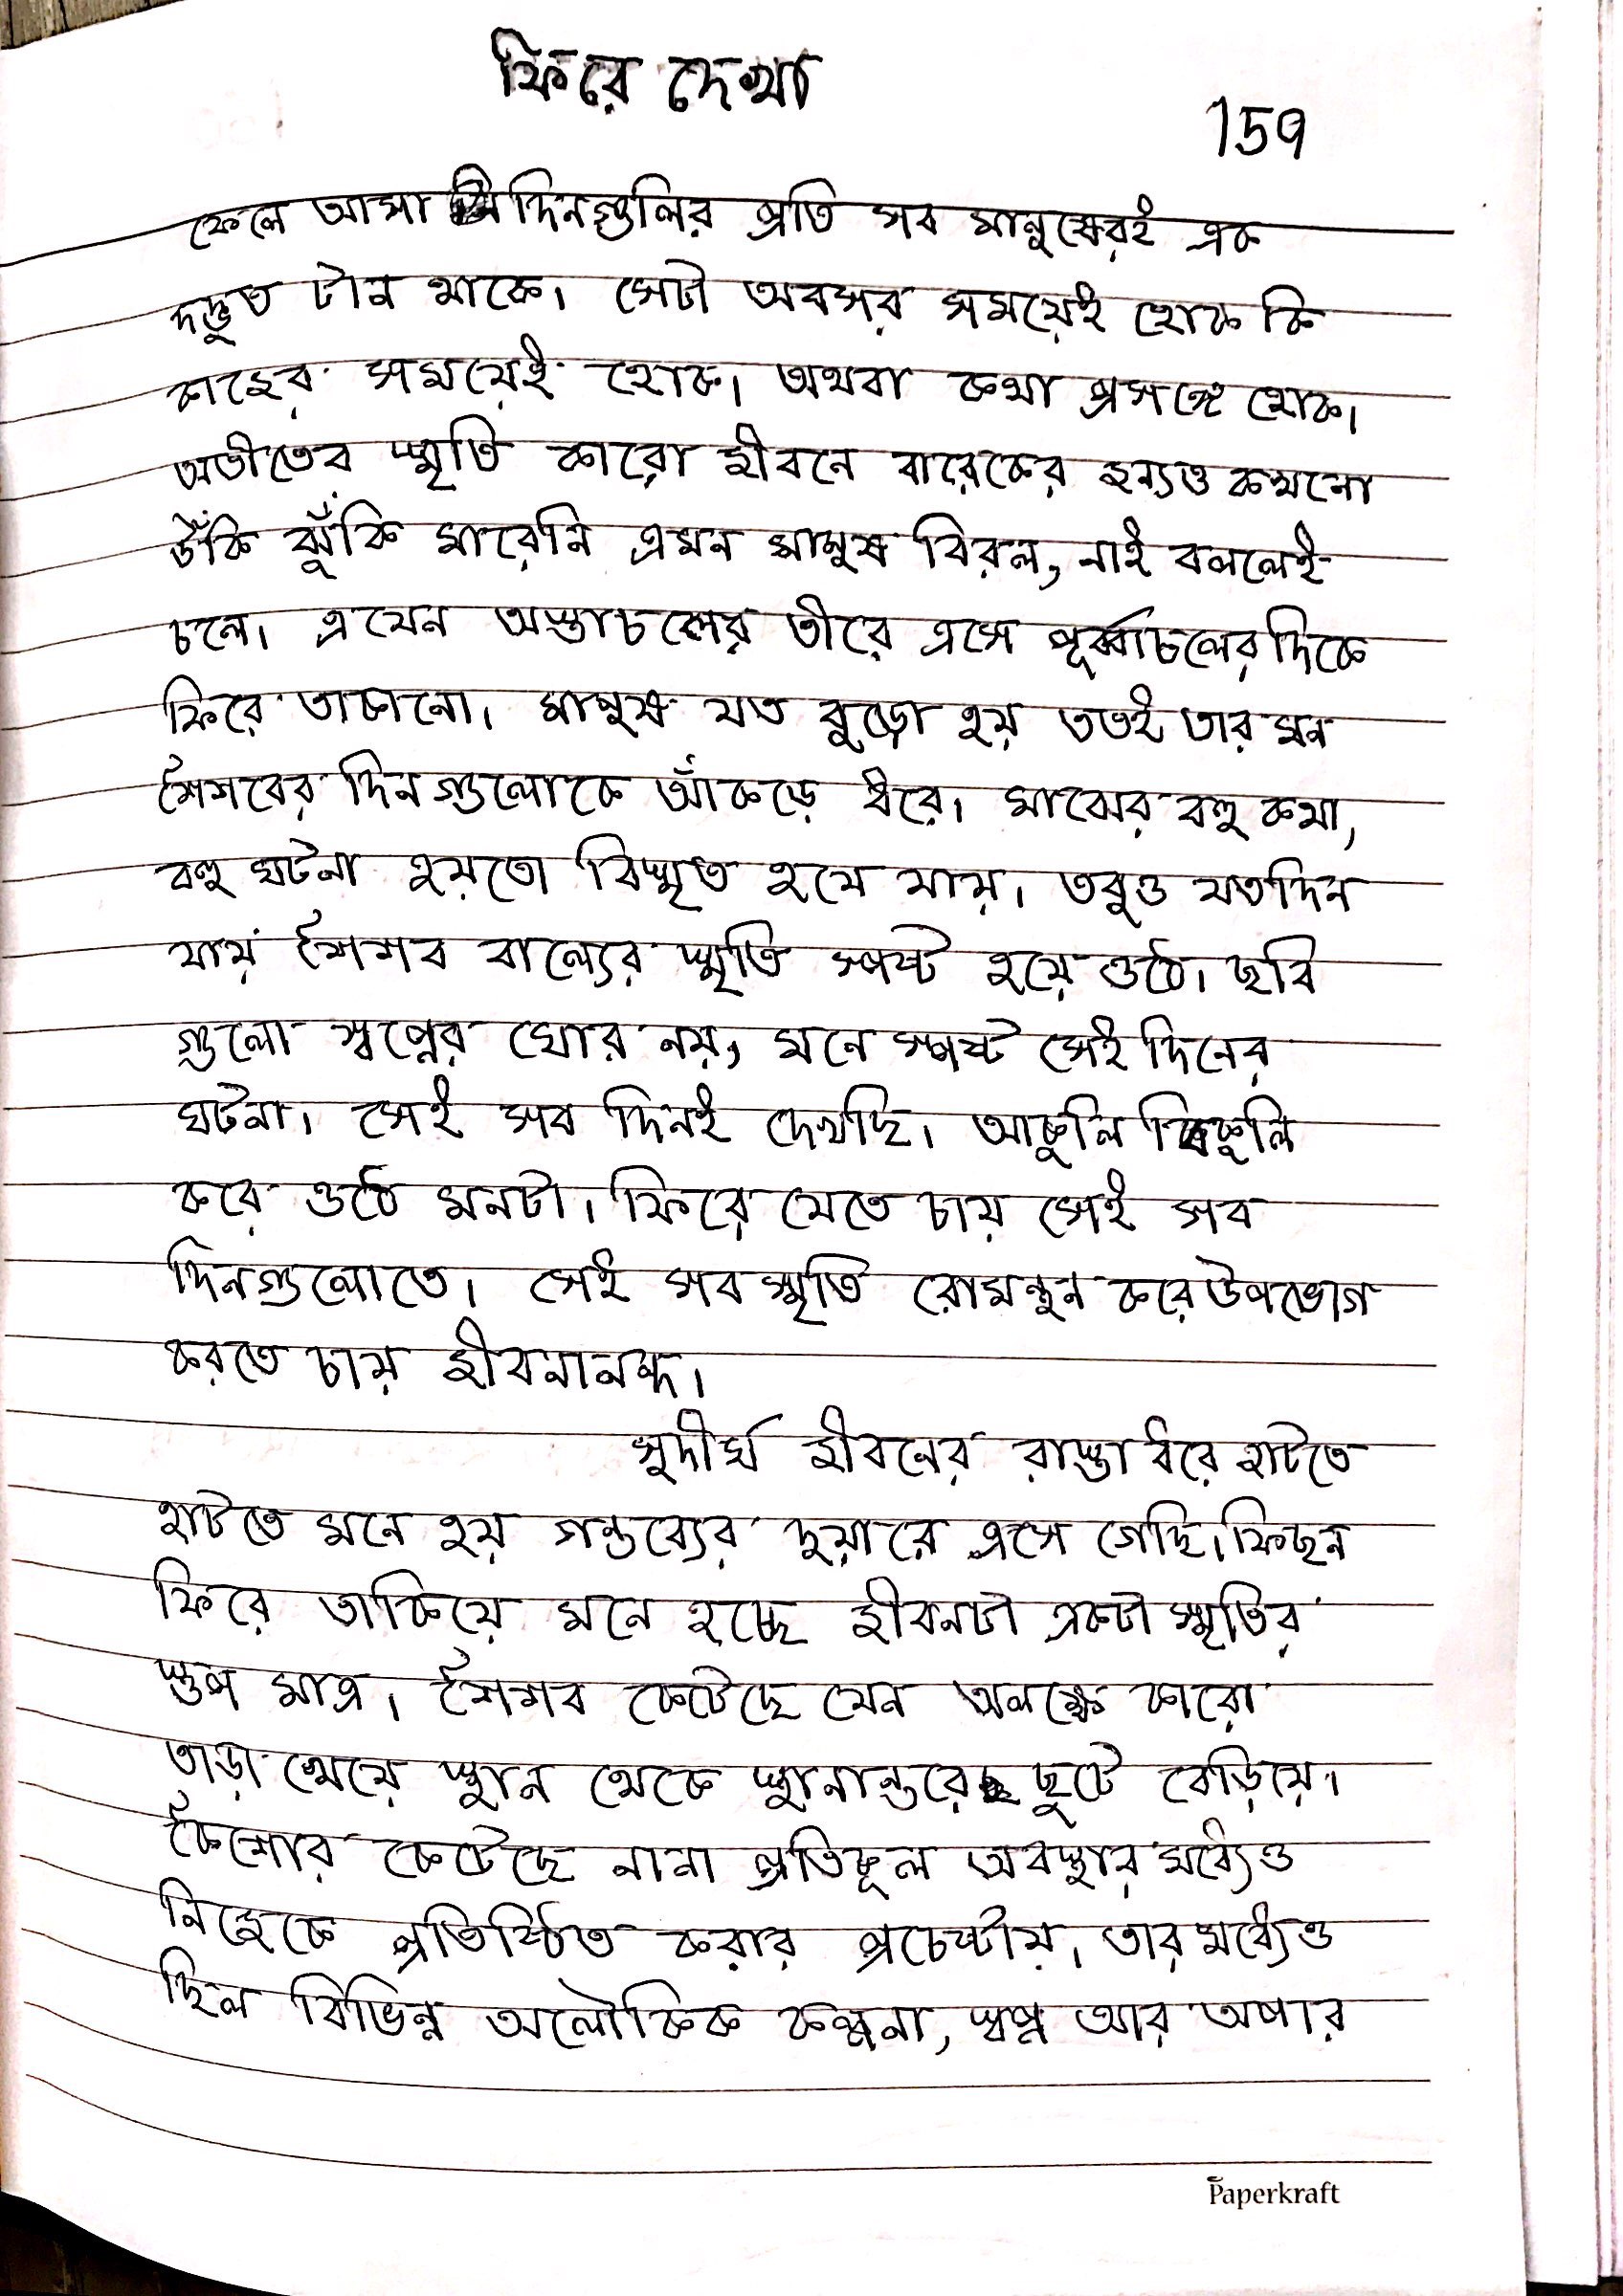 ফিরে দেখা
159
ফেলে আসা দিনগুলির প্রতি সব মানুষেরই এক
অদ্ভুত টান থাকে। সেটা অবসর সময়েই হোক কি
কাজের সময়েই হোক। অথবা কথা প্রসঙ্গে হোক।
অতীতের স্মৃতি কারো জীবনে বারেকের জন্যও কখনো
উঁকি ঝুঁকি মারেনি এমন মানুষ বিরল, নাই বললেই
চলে। এযেন অস্তাচলের তীরে এসে পূর্ব্বাচলের দিকে
ফিরে তাকানো। মানুষ যত বুড়ো হয় ততই তার মন
শৈশবের দিনগুলোকে আঁকড়ে ধরে। মাঝের বহু কথা,
বহু ঘটনা হয়তো বিস্মৃত হয়ে যায়। তবুও যতদিন
যায় শৈশব বাল্যের স্মৃতি স্পষ্ট হয়ে ওঠে। ছবি
গুলো স্বপ্নের ঘোর নয়, মনে স্পষ্ট সেই দিনের
ঘটনা। সেই সব দিনই দেখছি। আকুলি বিকুলি
করে ওঠে মনটা। ফিরে যেতে চায় সেই সব
দিনগুলোতে। সেই সব স্মৃতি রোমন্থন করে উপভোগ
করতে চায় জীবনানন্দ।
সুদীর্ঘ জীবনের রাস্তা ধরে হাটতে
হাটতে মনে হয় গন্তব্যের দুয়ারে এসে গেছি। পিছন
ফিরে তাকিয়ে মনে হচ্ছে জীবনটা একটা স্মৃতির
স্তুপ মাত্র। শৈশব কেটেছে যেন অলক্ষে কারো
তাড়া খেয়ে স্থান থেকে স্থানান্তরে ছুটে বেড়িয়ে।
কৈশোর কেটেছে নানা প্রতিকূল অবস্থার মধ্যেও
নিজেকে প্রতিষ্ঠিত করার প্রচেষ্টায়। তার মধ্যেও
ছিল বিভিন্ন অলৌকিক কল্পনা, স্বপ্ন আর অপার
Paperkraft